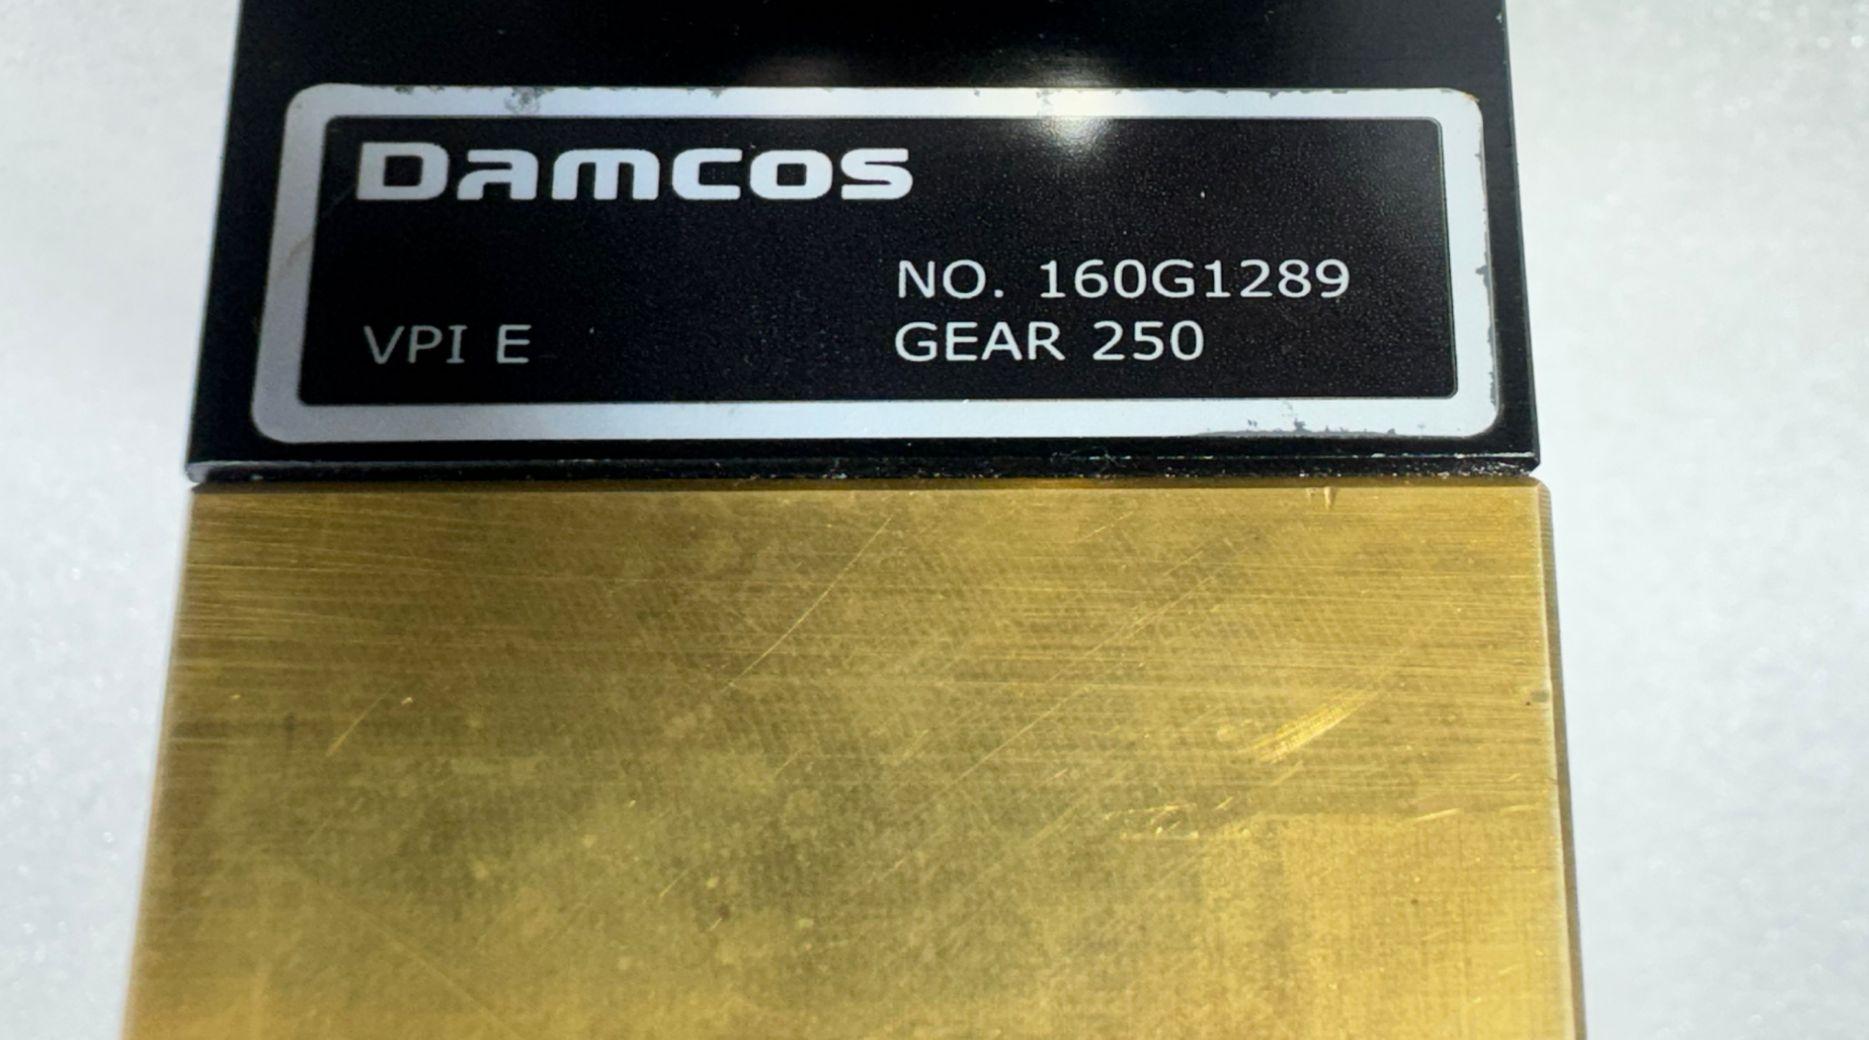 Damcos
NO. 160G1289
VPI E GEAR 250